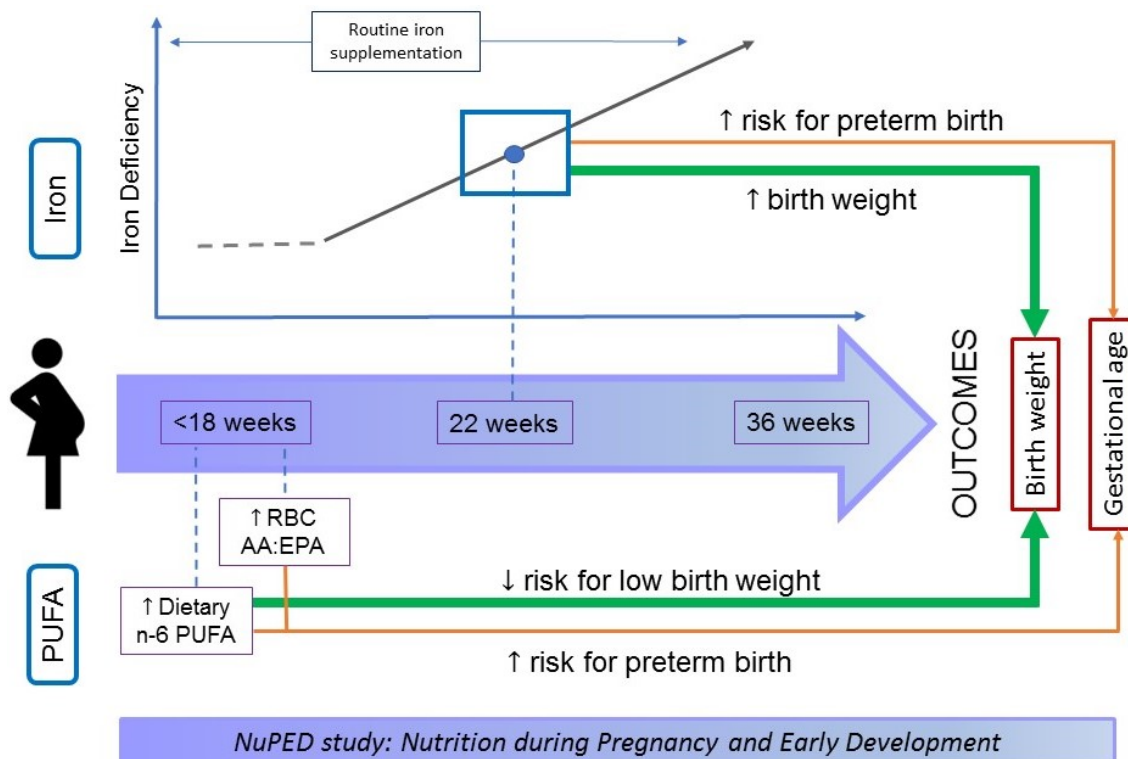 Routine iron
supplementation
Iron Deficiency
Iron
↑ risk for preterm birth
↑ birth weight
<18 weeks
22 weeks
36 weeks
OUTCOMES
Birth weight
Gestational age
↑ RBC
AA:EPA
PUFA
↑ Dietary
n-6 PUFA
↓ risk for low birth weight
↑ risk for preterm birth
NuPED study: Nutrition during Pregnancy and Early Development